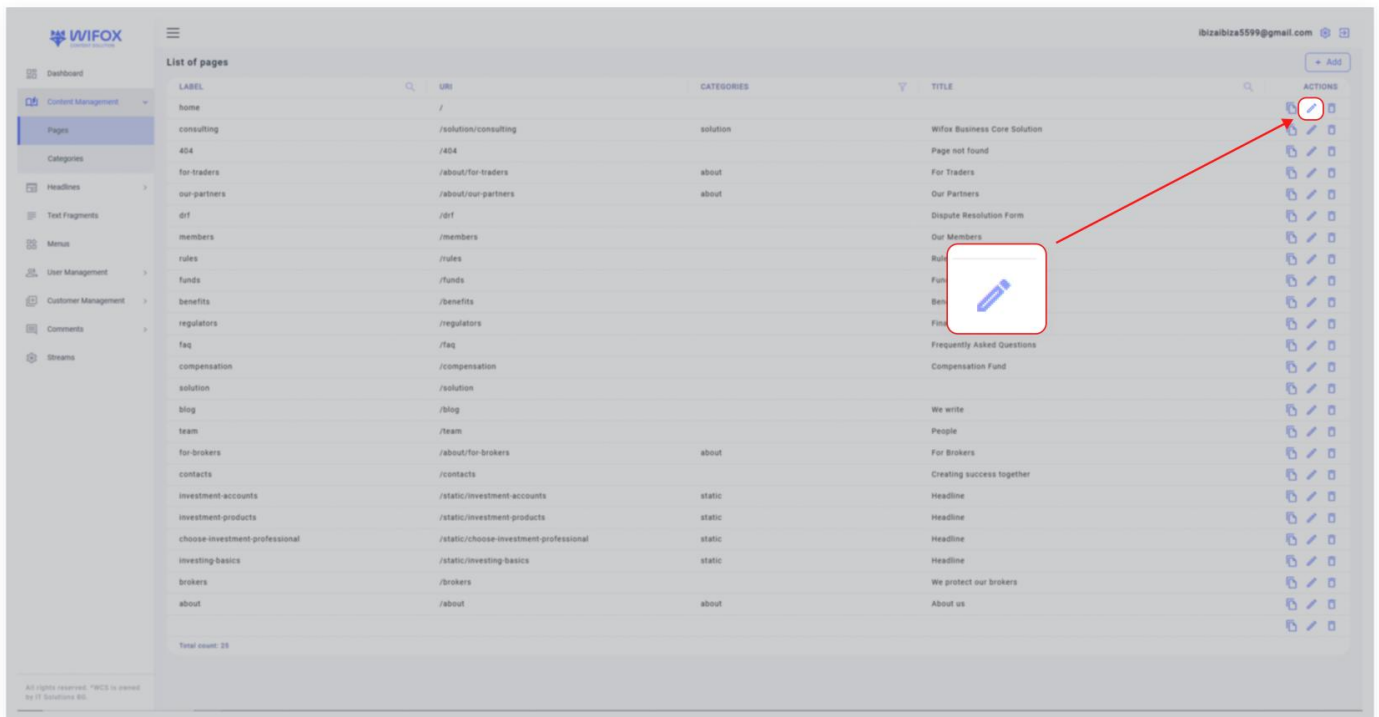 WIFOX
CONTENT SOLUTION
ibizaibiza5599@gmail.com
Dashboard
Content Management
Pages
Categories
Headlines
Text Fragments
Menus
User Management
Customer Management
Comments
Streams
All rights reserved. *WCS is owned
by IT Solutions
List of pages
+ Add
LABEL URI CATEGORIES TITLE ACTIONS
home /
consulting /solution/consulting solution Wifox Business Core Solution
404 /404 Page not found
for-traders /about/for-traders about For Traders
our-partners /about/our-partners about Our Partners
drf /drf Dispute Resolution Form
members /members Our Members
rules /rules Rule
funds /funds Fun
benefits /benefits Ben
regulators /regulators Fina
faq /faq Frequently Asked Questions
compensation /compensation Compensation Fund
solution /solution
blog /blog We write
team /team People
for-brokers /about/for-brokers about For Brokers
contacts /contacts Creating success together
investment-accounts /static/investment-accounts static Headline
investment-products /static/investment-products static Headline
choose-investment-professional /static/choose-investment-professional static Headline
investing-basics /static/investing-basics static Headline
brokers /brokers We protect our brokers
about /about about About us
Total count: 25